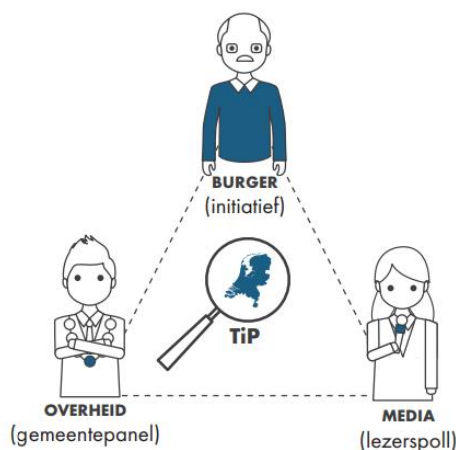 BURGER
(initiatief)
TiP
OVERHEID
(gemeentepanel)
MEDIA
(lezerspoll)